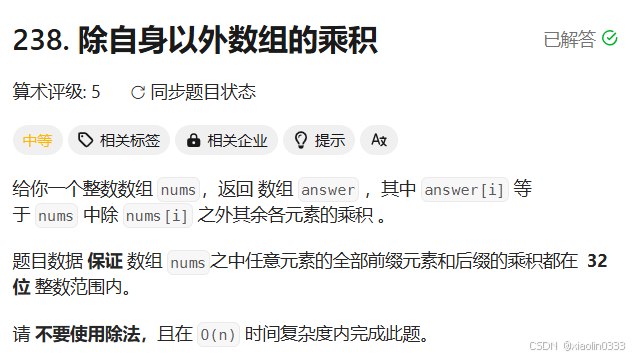 238. 除自身以外数组的乘积
已解答
算术评级: 5 同步题目状态
中等 相关标签 相关企业 提示
给你一个整数数组 nums，返回 数组 answer ，其中 answer[i] 等
于 nums 中除 nums[i] 之外其余各元素的乘积 。
题目数据 保证 数组 nums之中任意元素的全部前缀元素和后缀的乘积都在 32
位 整数范围内。
请 不要使用除法，且在 O(n) 时间复杂度内完成此题。
CSDN @xiaolin0333